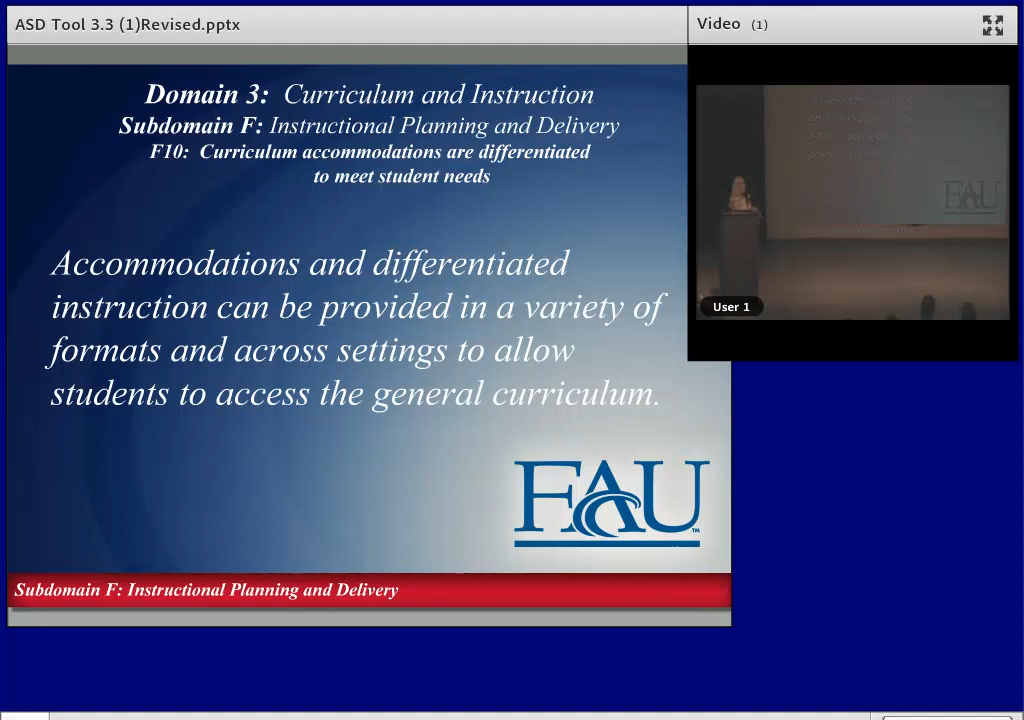 ASD Tool 3.3 (1)Revised.pptx
Video (1)
Domain 3: Curriculum and Instruction
Subdomain F: Instructional Planning and Delivery
F10: Curriculum accommodations are differentiated
to meet student needs
Accommodations and differentiated
instruction can be provided in a variety of
formats and across settings to allow
students to access the general curriculum.
FAU™
Subdomain F: Instructional Planning and Delivery
FAU
User 1